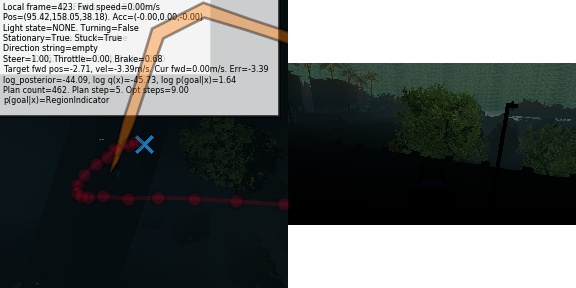 Local frame=423. Fwd speed=0.00m/s
Pos=(95.42,158.05,38.18). Acc=(-0.00,0.00,-0.00)
Light state=NONE. Turning=False
Stationary=True. Stuck=True
Direction string=empty
Steer=1.00, Throttle=0.00, Brake=0.68
Target fwd pos=-2.71, vel=-3.39m/s. Cur fwd=0.00m/s. Err=-3.39
log_posterior=-44.09, log q(x)=-45.73, log p(goal|x)=1.64
Plan count=462. Plan step=5. Opt steps=9.00
p(goal|x)=RegionIndicator